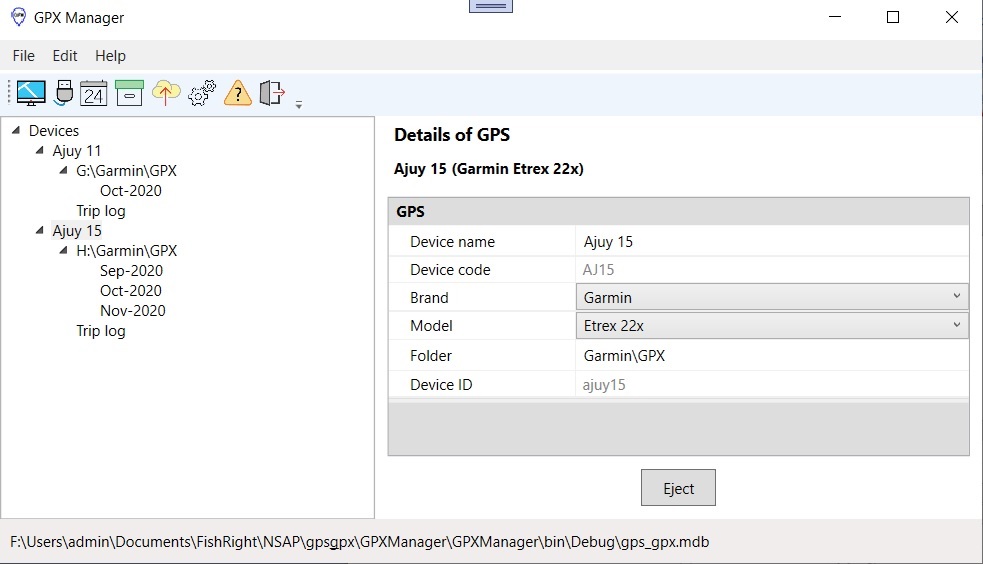 GPX Manager
File Edit Help
24
Devices
Ajuy 11
G:\Garmin\GPX
Oct-2020
Trip log
Ajuy 15
H:\Garmin\GPX
Sep-2020
Oct-2020
Nov-2020
Trip log
Details of GPS
Ajuy 15 (Garmin Etrex 22x)
GPS
Device name Ajuy 15
Device code AJ15
Brand Garmin
Model Etrex 22x
Folder Garmin\GPX
Device ID ajuy15
Eject
F:\Users\admin\Documents\FishRight\NSAP\gpsgpx\GPXManager\GPXManager\bin\Debug\gps_gpx.mdb